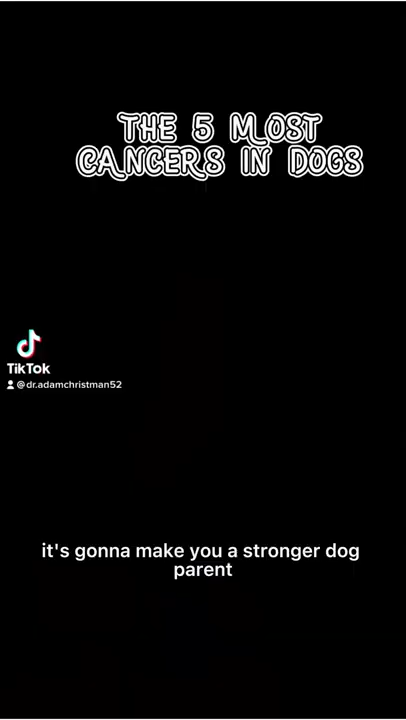 THE 5 MOST
CANCERS IN DOGS
TikTok
@dr.adamchristman52
it's gonna make you a stronger dog
parent